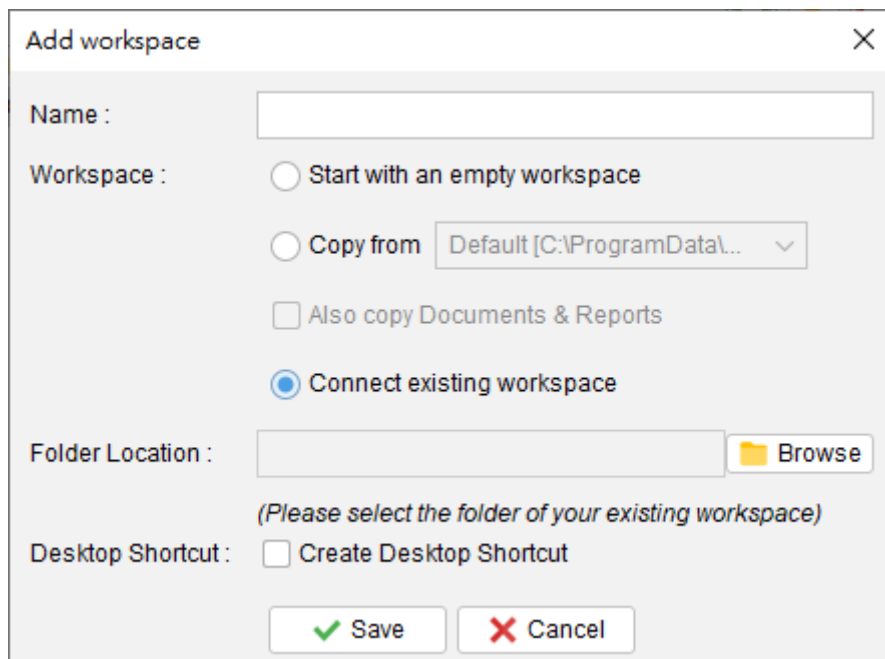 Add workspace
Name :
Workspace :
Start with an empty workspace
Copy from
Default [C:\ProgramData\...
Also copy Documents & Reports
Connect existing workspace
Folder Location :
Browse
(Please select the folder of your existing workspace)
Desktop Shortcut :
Create Desktop Shortcut
Save
Cancel